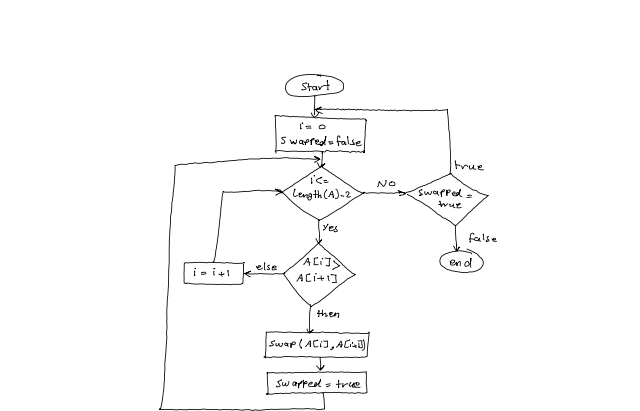 Start
i = 0
swapped = false
i <=
length(A)-2
NO
swapped =
true
true
false
end
yes
A[i] >
A[i+1]
else
i = i+1
then
swap (A[i], A[i+1])
swapped = true